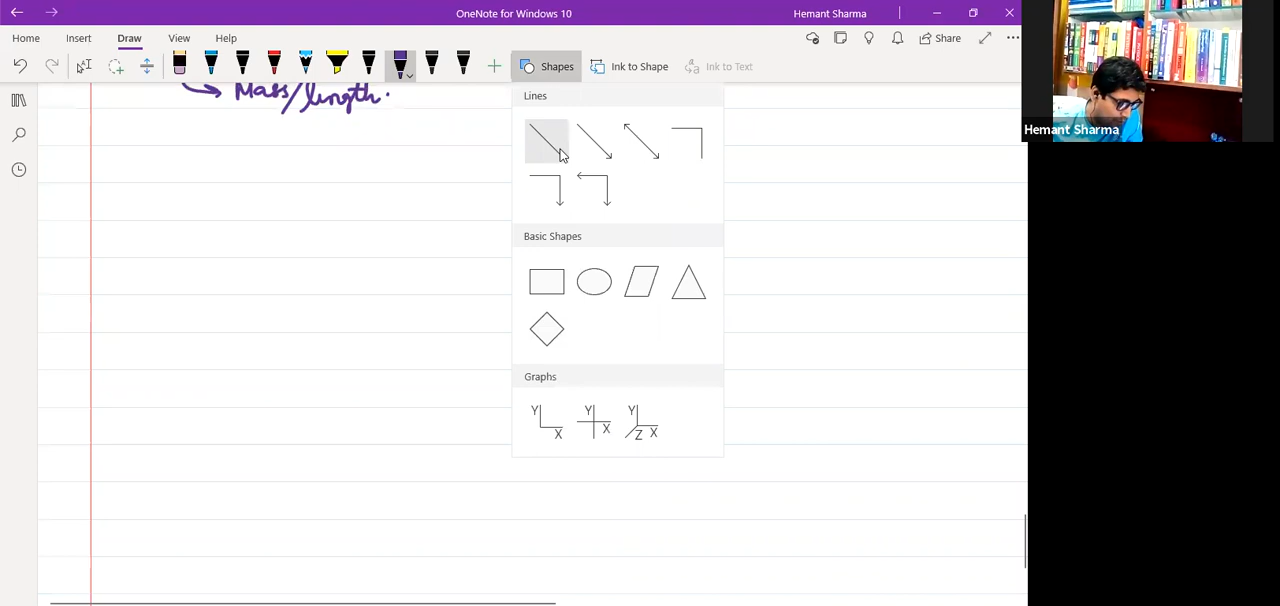 OneNote for Windows 10
Hemant Sharma
Home
Insert
Draw
View
Help
Share
Shapes
Ink to Shape
Ink to Text
Mass/length.
Lines
Basic Shapes
Graphs
Y
X
Y
X
Y
Z
X
Hemant Sharma